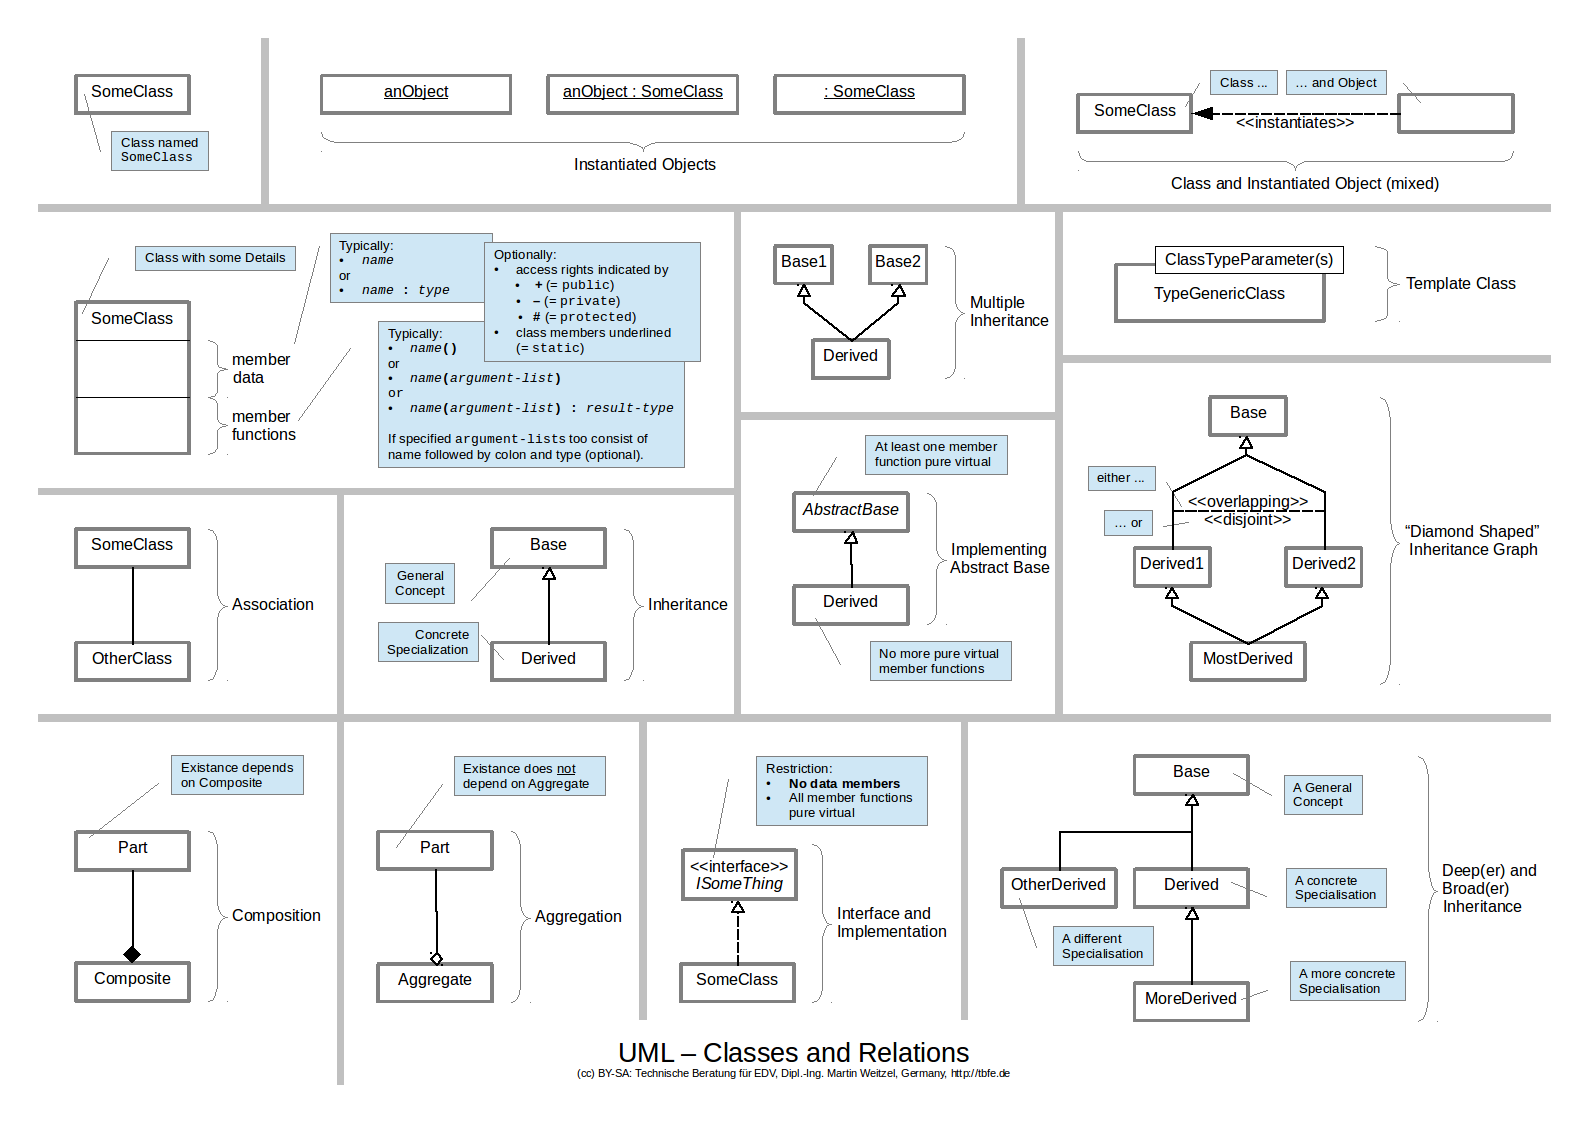 SomeClass
Class named
SomeClass
anObject
anObject : SomeClass
: SomeClass
Instantiated Objects
Class ...
... and Object
SomeClass
<<instantiates>>
Class and Instantiated Object (mixed)
Class with some Details
SomeClass
member
data
member
functions
Typically:
• name
or
• name : type
Optionally:
• access rights indicated by
• + (= public)
• – (= private)
• # (= protected)
• class members underlined
(= static)
Typically:
• name()
or
• name(argument-list)
or
• name(argument-list) : result-type
If specified argument-lists too consist of
name followed by colon and type (optional).
Base1
Base2
Derived
Multiple
Inheritance
ClassTypeParameter(s)
TypeGenericClass
Template Class
At least one member
function pure virtual
AbstractBase
Derived
Implementing
Abstract Base
No more pure virtual
member functions
Base
either ...
<<overlapping>>
... or
<<disjoint>>
Derived1
Derived2
MostDerived
“Diamond Shaped”
Inheritance Graph
SomeClass
OtherClass
Association
Base
General
Concept
Concrete
Specialization
Derived
Inheritance
Existance depends
on Composite
Part
Composite
Composition
Existance does not
depend on Aggregate
Part
Aggregate
Aggregation
Restriction:
• No data members
• All member functions
pure virtual
<<interface>>
ISomeThing
SomeClass
Interface and
Implementation
Base
A General
Concept
OtherDerived
Derived
A concrete
Specialisation
A different
Specialisation
MoreDerived
A more concrete
Specialisation
Deep(er) and
Broad(er)
Inheritance
UML – Classes and Relations
(cc) BY-SA: Technische Beratung für EDV, Dipl.-Ing. Martin Weitzel, Germany, http://tbfe.de